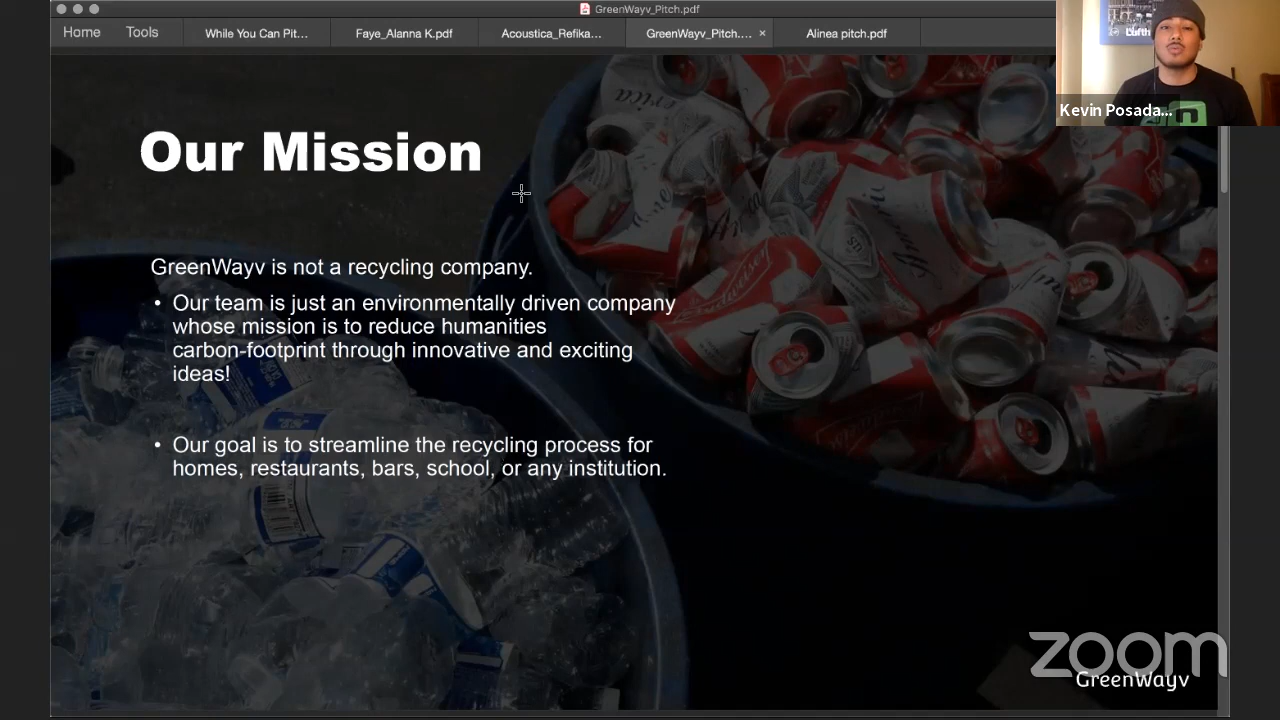 GreenWayv_Pitch.pdf
Home
Tools
While You Can Pit...
Faye_Alanna K.pdf
Acoustica_Refika...
GreenWayv_Pitch.... ×
Alinea pitch.pdf
Kevin Posada...
Our Mission
GreenWayv is not a recycling company.
• Our team is just an environmentally driven company
whose mission is to reduce humanities
carbon-footprint through innovative and exciting
ideas!
• Our goal is to streamline the recycling process for
homes, restaurants, bars, school, or any institution.
Budweiser
zoom
GreenWayv